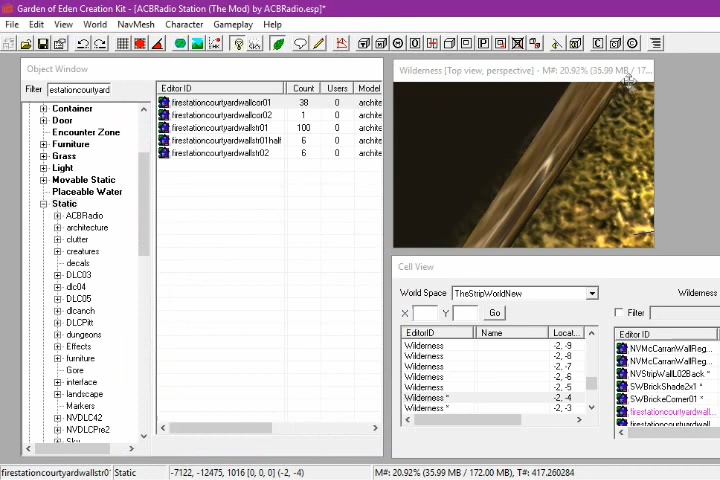 Garden of Eden Creation Kit - [ACBRadio Station (The Mod) by ACBRadio.esp]*
File Edit View World NavMesh Character Gameplay Help
Object Window
Filter estationcourtyard
Container
Door
Encounter Zone
Furniture
Grass
Light
Movable Static
Placeable Water
Static
ACBRadio
architecture
clutter
creatures
decals
DLC03
dlc04
DLC05
dlcanch
DLCPitt
dungeons
Effects
furniture
Gore
interface
landscape
Markers
NVDLC42
NVDLCPre2
Editor ID Count Users Model
firestationcourtyardwallcor01 38 0 archite
firestationcourtyardwallcor02 1 0 archite
firestationcourtyardwallstr01 100 0 archite
firestationcourtyardwallstr01half 6 0 archite
firestationcourtyardwallstr02 6 0 archite
Wilderness [Top view, perspective] - M#: 20.92% (35.99 MB / 17...
Cell View
World Space TheStripWorldNew Wilderness
X Y Go Filter
EditorID Name Locat...
Wilderness -2, -9
Wilderness -2, -8
Wilderness -2, -7
Wilderness -2, -6
Wilderness -2, -5
Wilderness * -2, -4
Wilderness * -2, -3
Editor ID
NVMcCarranWallReg...
NVMcCarranWallReg...
NVStripWallL02Back *
SWBrickShade2x1 *
SWBrickeCorner01 *
firestationcourtyardwall...
firestationcourtyardwall...
firestationcourtyardwallstr0 Static -7122, -12475, 1016 [0, 0, 0] (-2, -4) M#: 20.92% (35.99 MB / 172.00 MB), T#: 417.260284